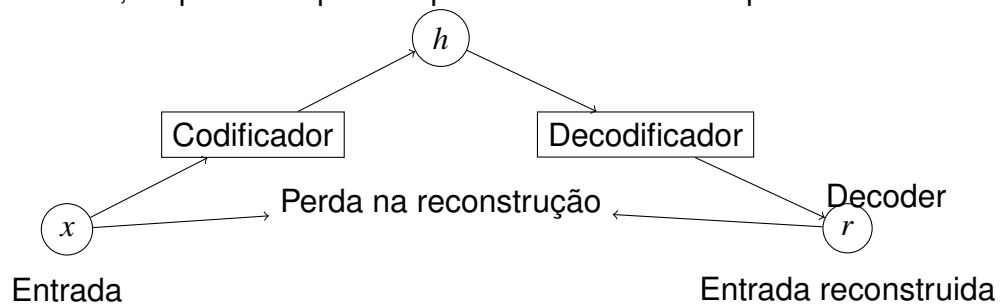 h
Codificador
Decodificador
Perda na reconstrução
Decoder
x
r
Entrada
Entrada reconstruida